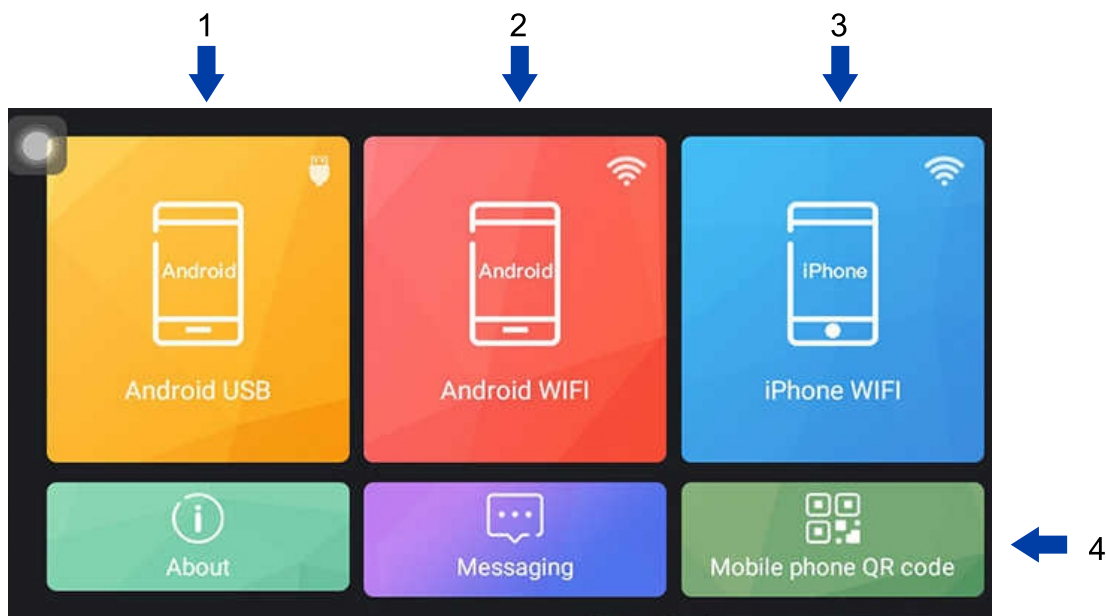 1 2 3
Android Android iPhone
Android USB Android WIFI iPhone WIFI
About Messaging Mobile phone QR code 4